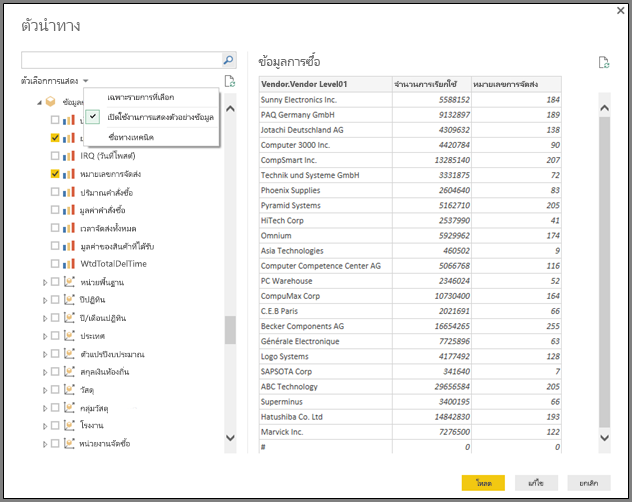 ตัวนำทาง
ตัวเลือกการแสดง
เฉพาะรายการที่เลือก
เปิดใช้งานการแสดงตัวอย่างข้อมูล
ชื่อทางเทคนิค
IRQ (วันที่โพสต์)
หมายเลขการจัดส่ง
ปริมาณคำสั่งซื้อ
มูลค่าคำสั่งซื้อ
เวลาจัดส่งทั้งหมด
มูลค่าของสินค้าที่ได้รับ
WtdTotalDelTime
หน่วยพื้นฐาน
ปีปฏิทิน
ปี/เดือนปฏิทิน
ประเทศ
ตัวแปรปีงบประมาณ
สกุลเงินท้องถิ่น
วัสดุ
กลุ่มวัสดุ
โรงงาน
หน่วยงานจัดซื้อ
ข้อมูลการซื้อ
Vendor.Vendor Level01 จำนวนการเรียกใช้ หมายเลขการจัดส่ง
Sunny Electronics Inc. 5588152 184
PAQ Germany GmbH 9132897 189
Jotachi Deutschland AG 4309632 138
Computer 3000 Inc. 4420784 90
CompSmart Inc. 13285140 207
Technik und Systeme GmbH 3331875 72
Phoenix Supplies 2604640 83
Pyramid Systems 5162710 205
HiTech Corp 2537990 41
Omnium 5929962 174
Asia Technologies 460502 9
Computer Competence Center AG 5066768 116
PC Warehouse 2346024 52
CompuMax Corp 10730400 164
C.E.B Paris 2021691 66
Becker Components AG 16654265 255
Générale Electronique 7725896 63
Logo Systems 4177492 128
SAPSOTA Corp 341640 7
ABC Technology 29656584 205
Superminus 3400195 66
Hatushiba Co. Ltd 14842830 193
Marvick Inc. 7276500 122
# 0 0
โหลด แก้ไข ยกเลิก